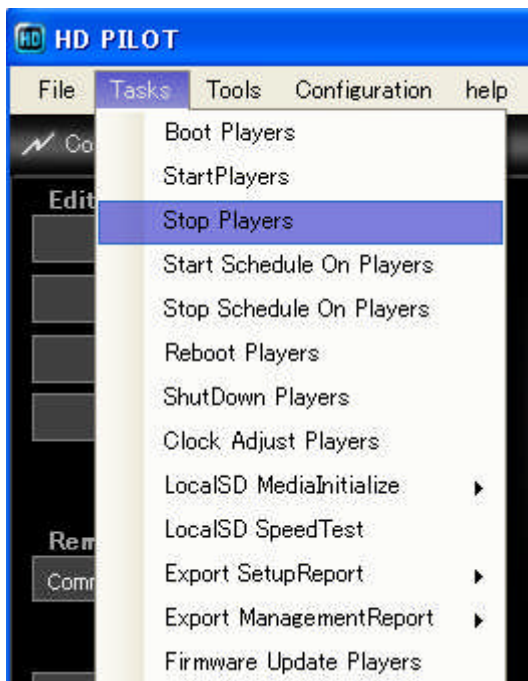 HD HD PILOT
File Tasks Tools Configuration help
Co
Boot Players
StartPlayers
Edit
Stop Players
Start Schedule On Players
Stop Schedule On Players
Reboot Players
ShutDown Players
Clock Adjust Players
LocalSD MediaInitialize
LocalSD SpeedTest
Rem
Export SetupReport
Comm
Export ManagementReport
Firmware Update Players